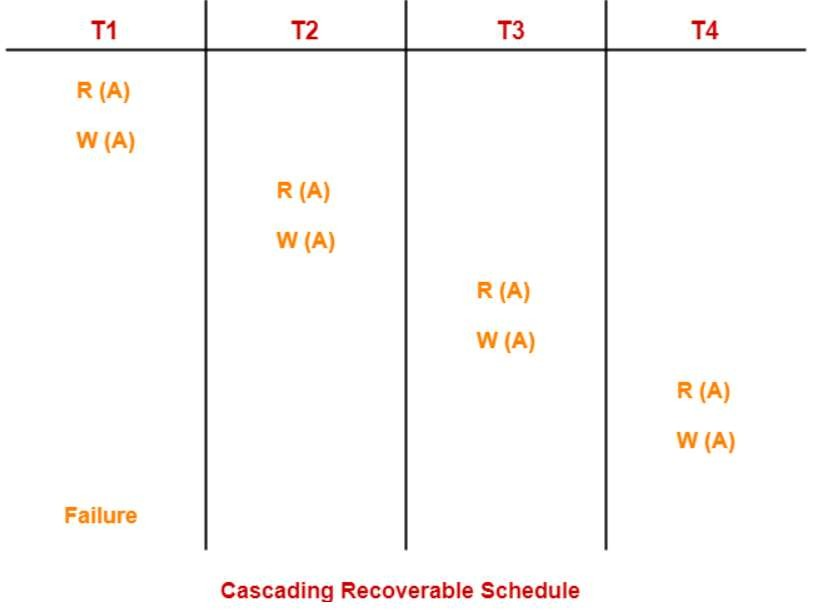 T1 T2 T3 T4
R (A)
W (A)
R (A)
W (A)
R (A)
W (A)
R (A)
W (A)
Failure
Cascading Recoverable Schedule